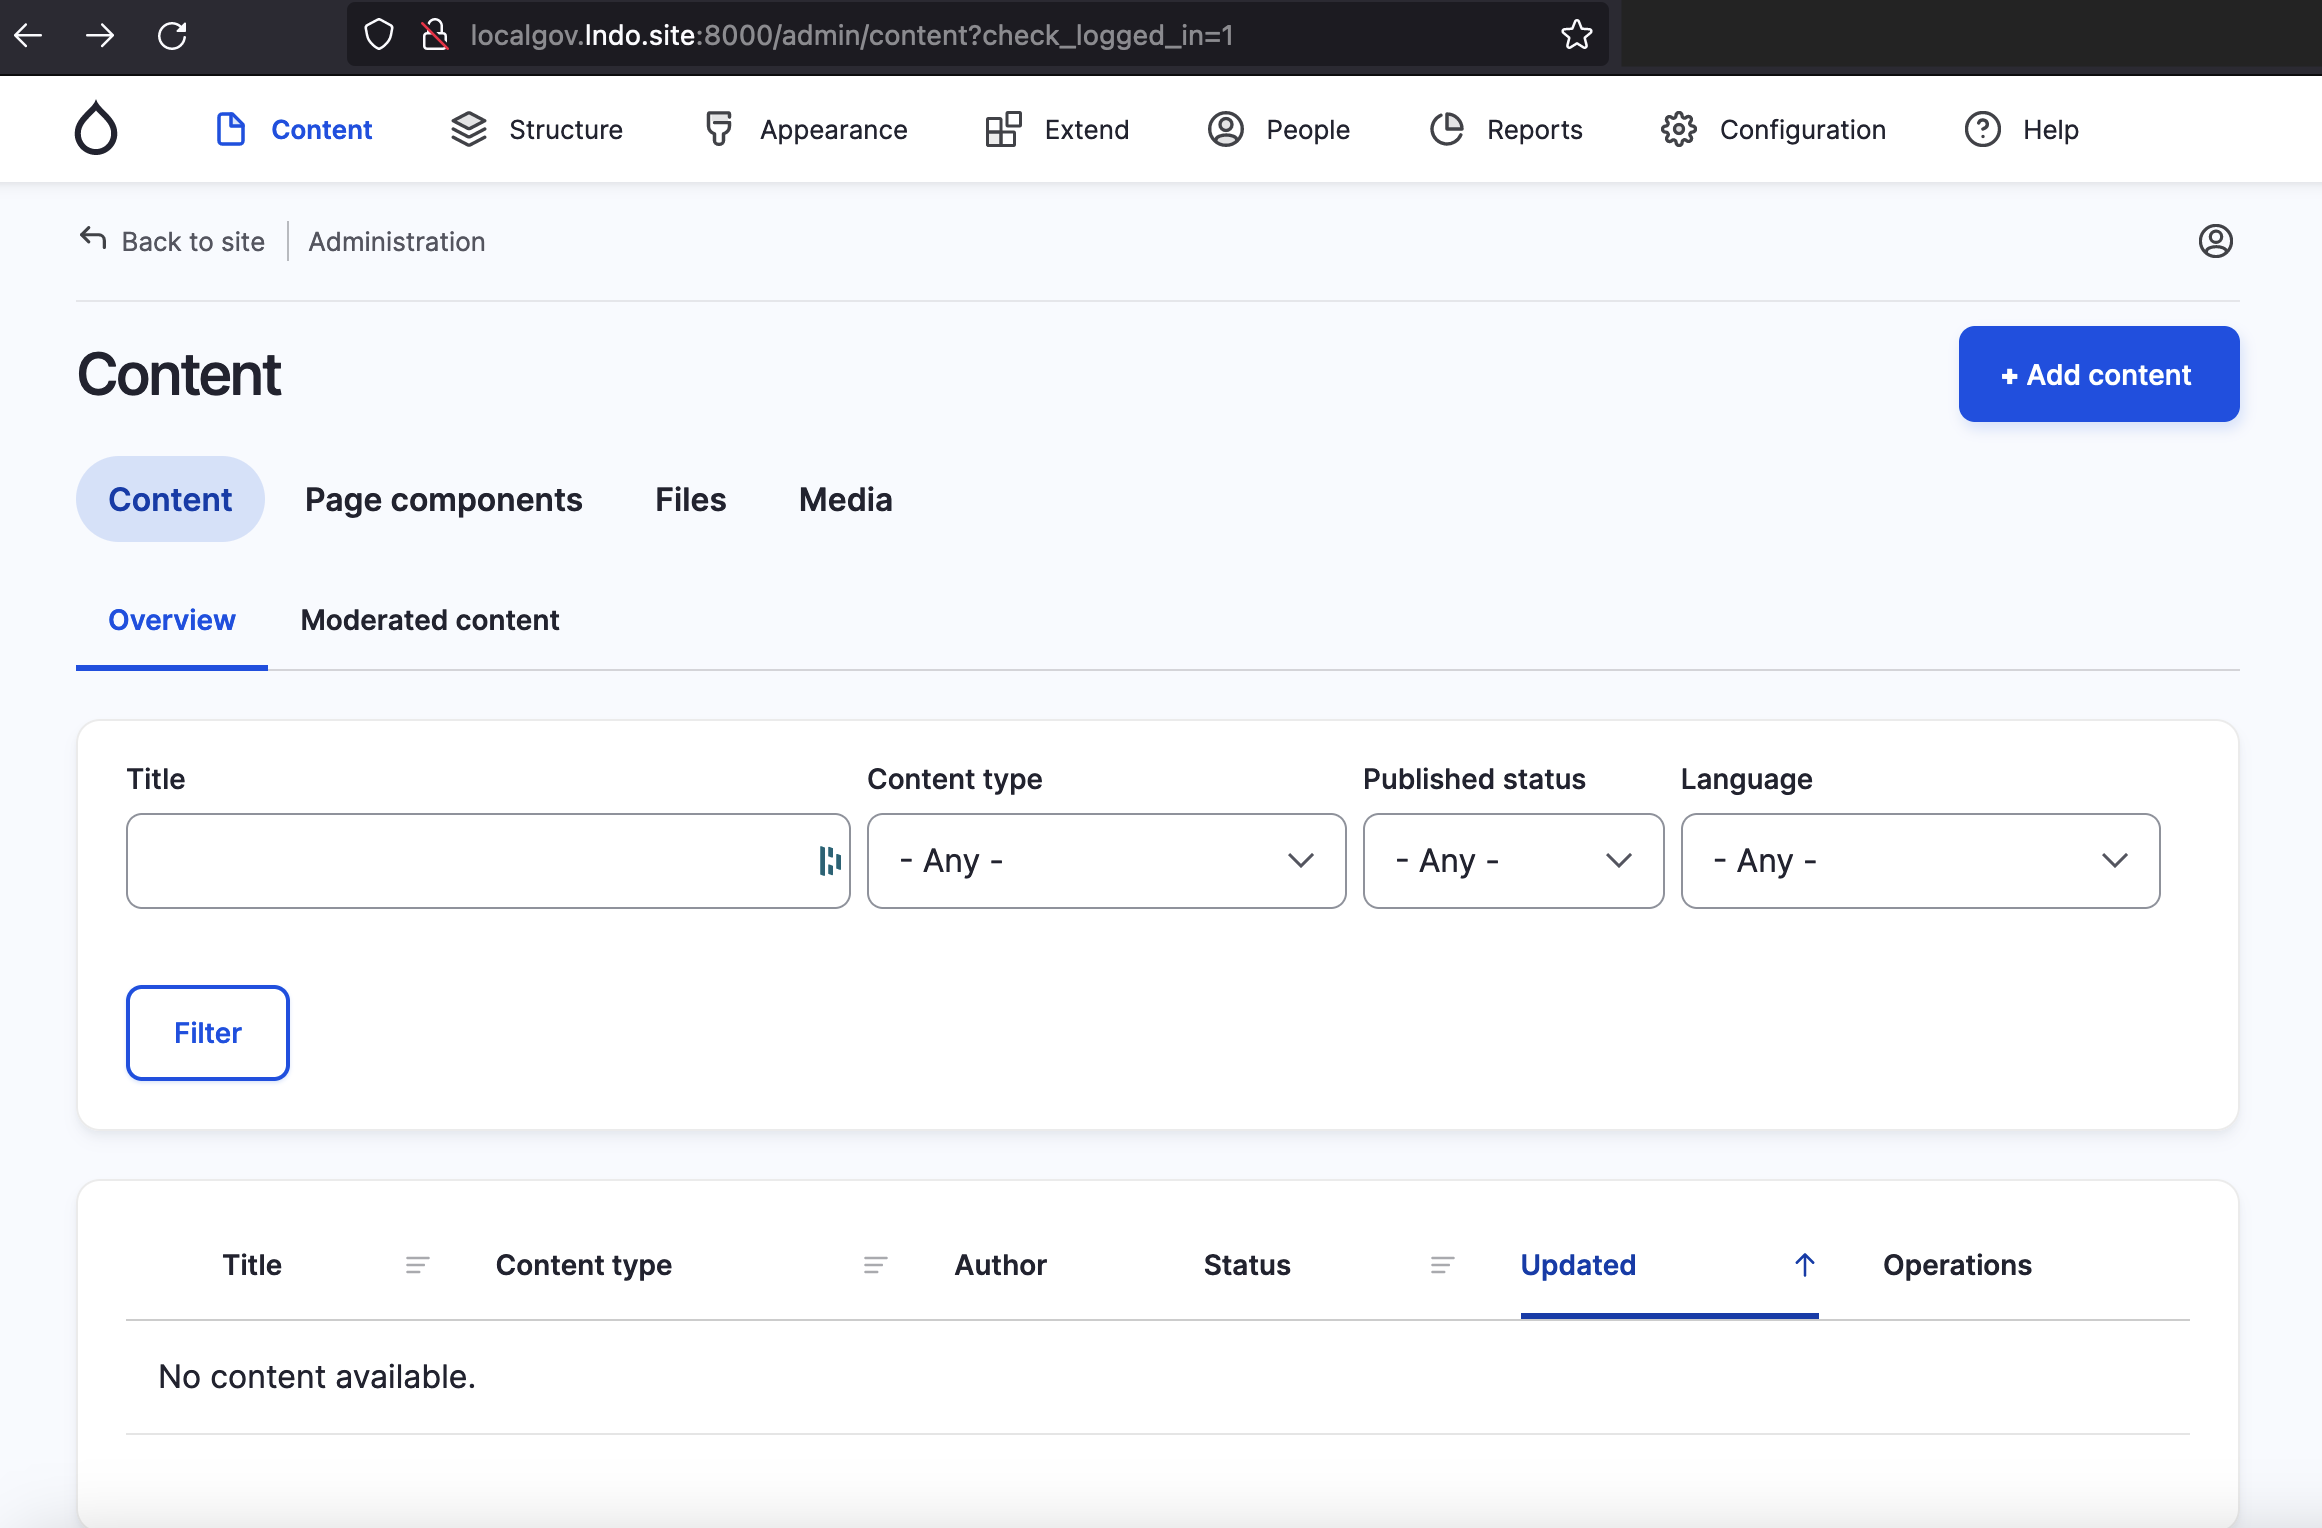 localgov.lndo.site:8000/admin/content?check_logged_in=1
Content Structure Appearance Extend People Reports Configuration Help
Back to site Administration
Content
+ Add content
Content Page components Files Media
Overview Moderated content
Title Content type Published status Language
- Any - - Any - - Any -
Filter
Title Content type Author Status Updated Operations
No content available.